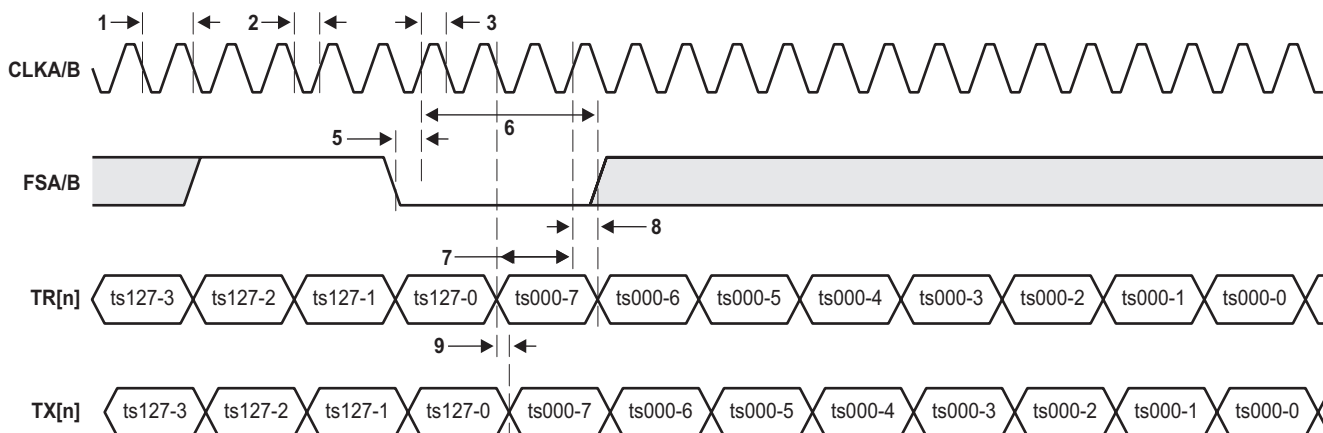 1 2 3
CLKA/B
6
5
FSA/B
8
7
TR[n] ts127-3 ts127-2 ts127-1 ts127-0 ts000-7 ts000-6 ts000-5 ts000-4 ts000-3 ts000-2 ts000-1 ts000-0
9
TX[n] ts127-3 ts127-2 ts127-1 ts127-0 ts000-7 ts000-6 ts000-5 ts000-4 ts000-3 ts000-2 ts000-1 ts000-0